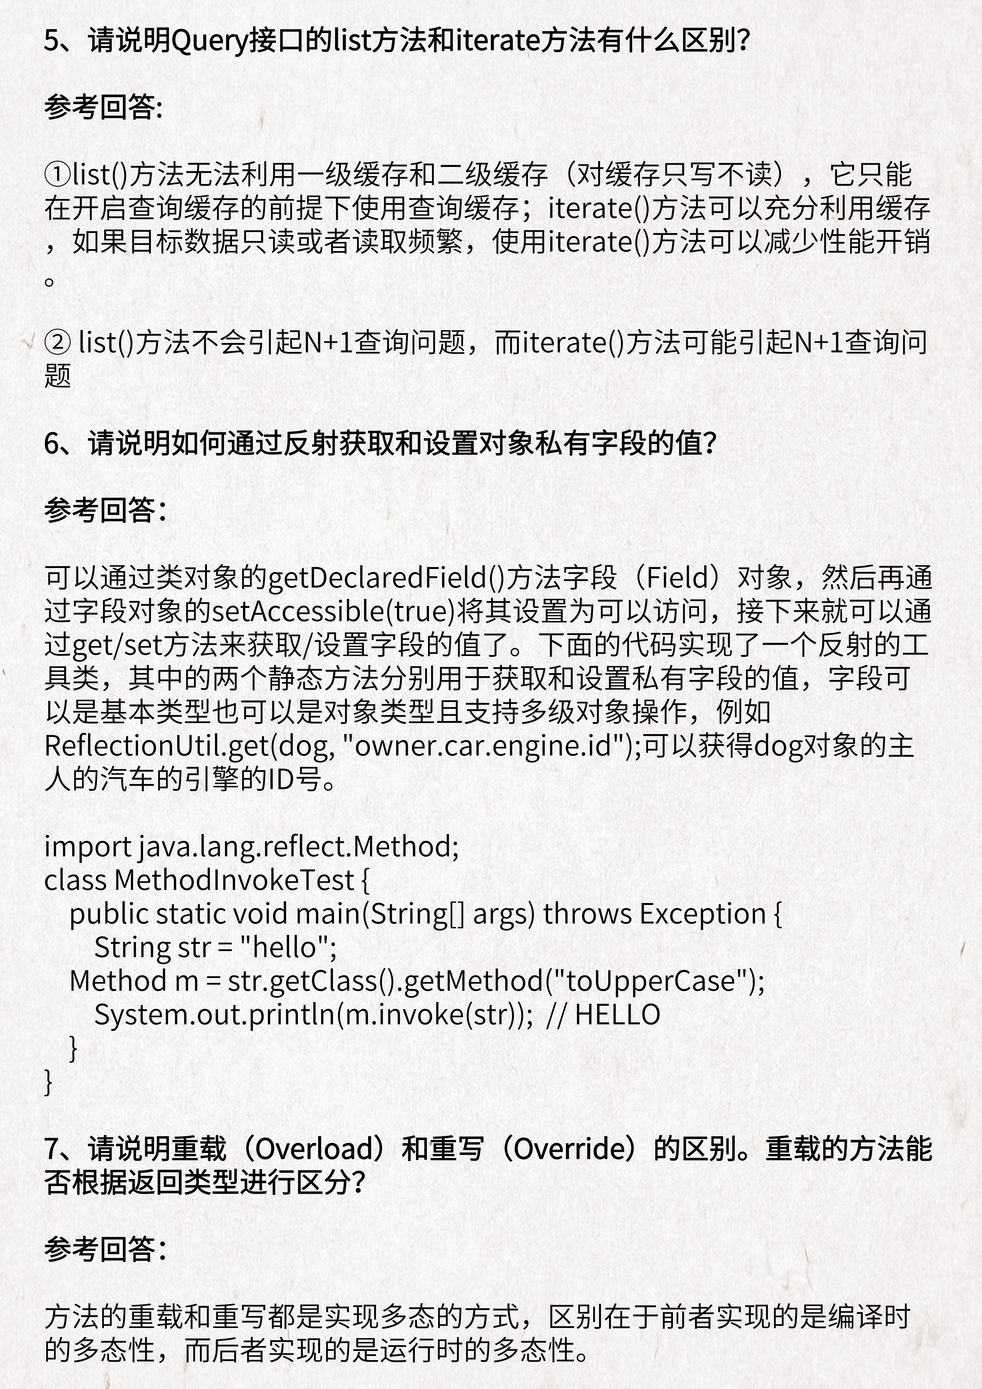 5、请说明Query接口的list方法和iterate方法有什么区别？
参考回答:
①list()方法无法利用一级缓存和二级缓存（对缓存只写不读），它只能
在开启查询缓存的前提下使用查询缓存；iterate()方法可以充分利用缓存
，如果目标数据只读或者读取频繁，使用iterate()方法可以减少性能开销
。
② list()方法不会引起N+1查询问题，而iterate()方法可能引起N+1查询问
题
6、请说明如何通过反射获取和设置对象私有字段的值？
参考回答：
可以通过类对象的getDeclaredField()方法字段（Field）对象，然后再通
过字段对象的setAccessible(true)将其设置为可以访问，接下来就可以通
过get/set方法来获取/设置字段的值了。下面的代码实现了一个反射的工
具类，其中的两个静态方法分别用于获取和设置私有字段的值，字段可
以是基本类型也可以是对象类型且支持多级对象操作，例如
ReflectionUtil.get(dog, "owner.car.engine.id");可以获得dog对象的主
人的汽车的引擎的ID号。
import java.lang.reflect.Method;
class MethodInvokeTest {
    public static void main(String[] args) throws Exception {
        String str = "hello";
    Method m = str.getClass().getMethod("toUpperCase");
        System.out.println(m.invoke(str));  // HELLO
    }
}
7、请说明重载（Overload）和重写（Override）的区别。重载的方法能
否根据返回类型进行区分？
参考回答：
方法的重载和重写都是实现多态的方式，区别在于前者实现的是编译时
的多态性，而后者实现的是运行时的多态性。